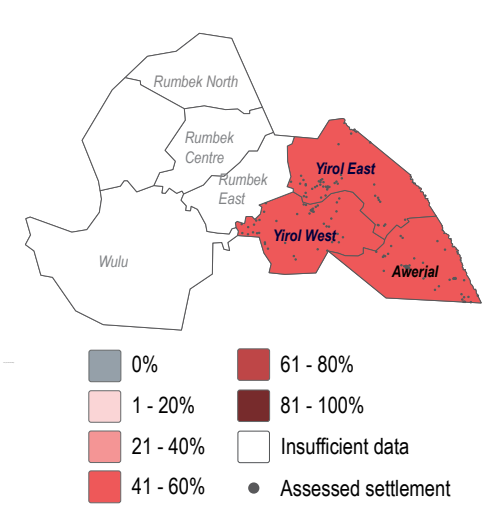 Rumbek North
Rumbek
Centre
Rumbek
East
Yirol East
Yirol West
Wulu
Awerial
0%
1 - 20%
21 - 40%
41 - 60%
61 - 80%
81 - 100%
Insufficient data
Assessed settlement